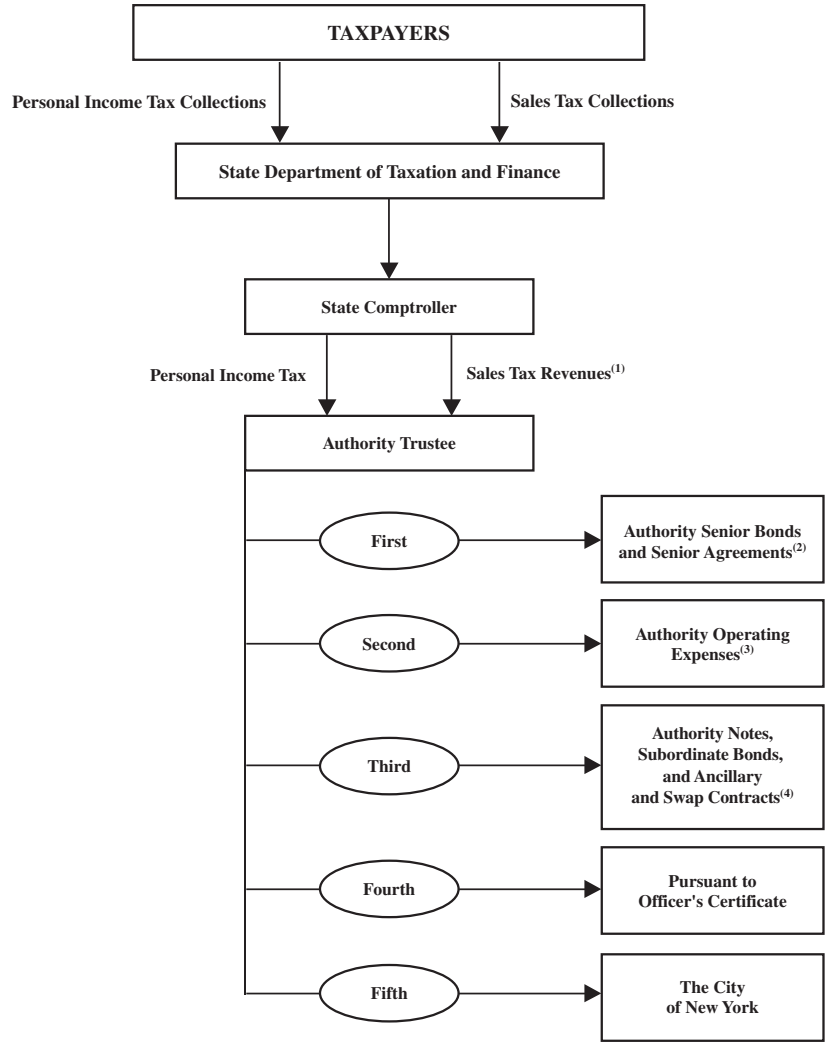 TAXPAYERS
Personal Income Tax Collections
Sales Tax Collections
State Department of Taxation and Finance
State Comptroller
Personal Income Tax
Sales Tax Revenues(1)
Authority Trustee
First
Authority Senior Bonds
and Senior Agreements(2)
Second
Authority Operating
Expenses(3)
Third
Authority Notes,
Subordinate Bonds,
and Ancillary
and Swap Contracts(4)
Fourth
Pursuant to
Officer's Certificate
Fifth
The City
of New York